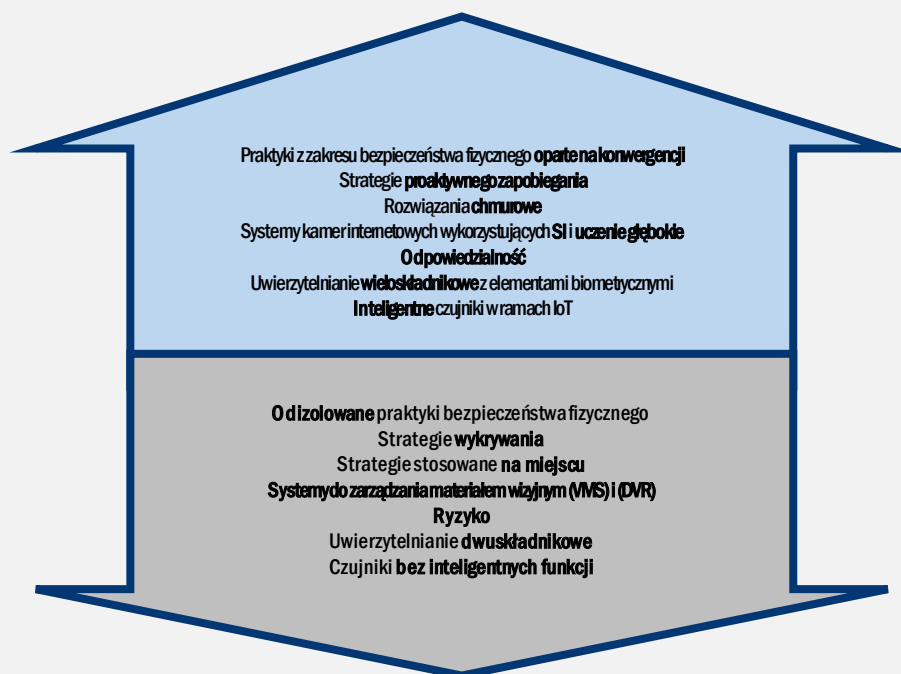 Praktyki z zakresu bezpieczeństwa fizycznego oparte na konwergencji
Strategie proaktywnego zapobiegania
Rozwiązania chmurowe
Systemy kamer internetowych wykorzystujących SI i uczenie głębokie
Odpowiedzialność
Uwierzytelnianie wieloskładnikowe z elementami biometrycznymi
Inteligentne czujniki w ramach IoT
Odizolowane praktyki bezpieczeństwa fizycznego
Strategie wykrywania
Strategie stosowane na miejscu
Systemy do zarządzania materiałem wizyjnym (VMS) i (DVR)
Ryzyko
Uwierzytelnianie dwuskładnikowe
Czujniki bez inteligentnych funkcji